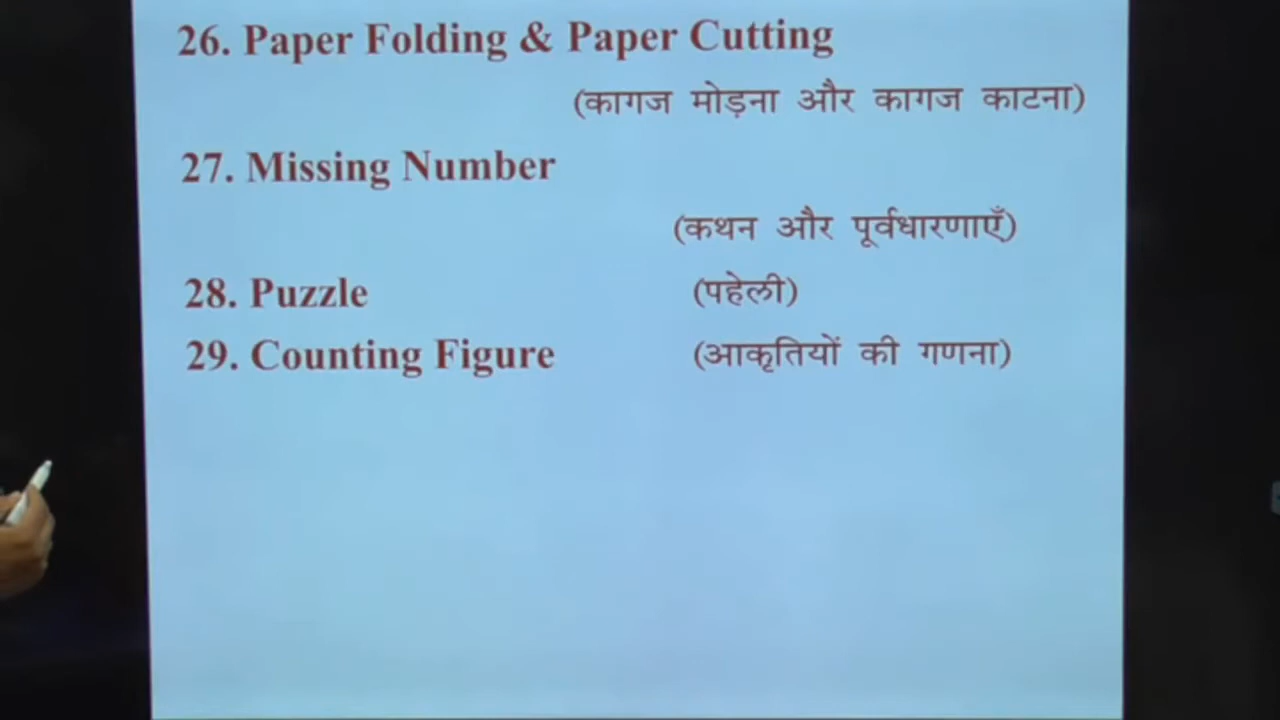 26. Paper Folding & Paper Cutting
(कागज मोड़ना और कागज काटना)
27. Missing Number
(कथन और पूर्वधारणाएँ)
28. Puzzle (पहेली)
29. Counting Figure (आकृतियों की गणना)